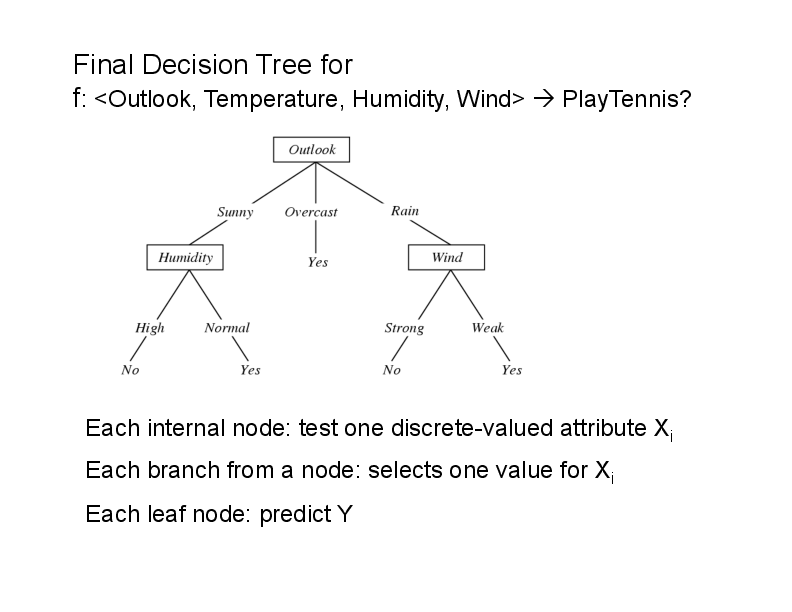 Final Decision Tree for
f: <Outlook, Temperature, Humidity, Wind> → PlayTennis?
Outlook
Sunny Overcast Rain
Humidity Yes Wind
High Normal Strong Weak
No Yes No Yes
Each internal node: test one discrete-valued attribute Xi
Each branch from a node: selects one value for Xi
Each leaf node: predict Y